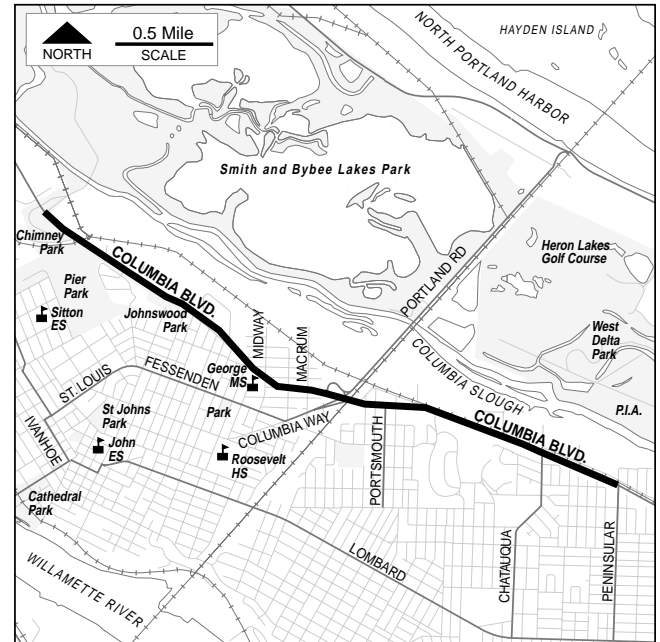 0.5 Mile
NORTH
SCALE
HAYDEN ISLAND
NORTH PORTLAND HARBOR
Smith and Bybee Lakes Park
Chimney
Park
COLUMBIA BLVD.
PORTLAND RD
Heron Lakes
Golf Course
Pier
Park
Sitton
ES
Johnswood
Park
MIDWAY
MACRUM
West
Delta
Park
FESSENDEN
George
MS
COLUMBIA SLOUGH
ST. LOUIS
IVANHOE
St Johns
Park
Park
COLUMBIA WAY
COLUMBIA BLVD.
P.I.A.
John
ES
Roosevelt
HS
PORTSMOUTH
Cathedral
Park
LOMBARD
CHATAUQUA
PENINSULAR
WILLAMETTE RIVER